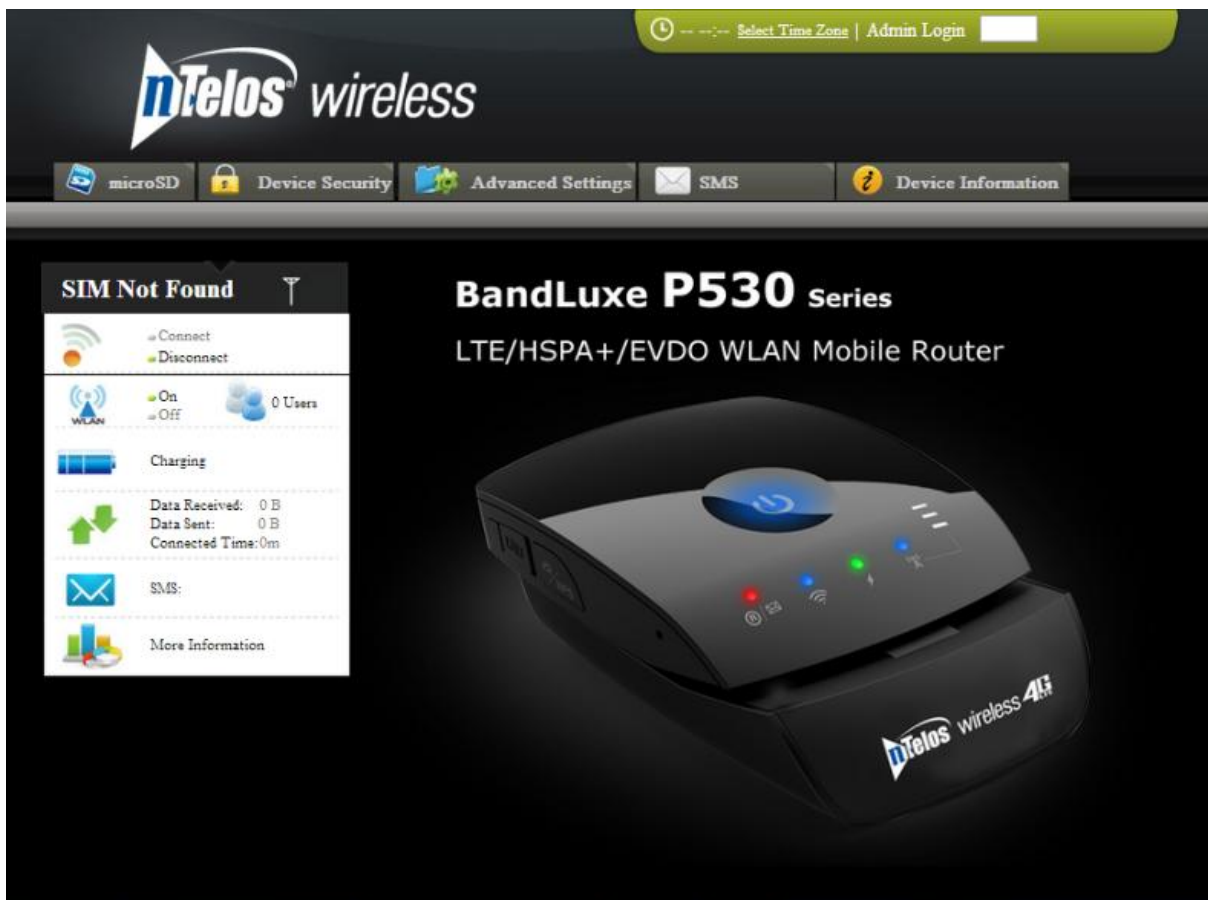 -- --:-- Select Time Zone | Admin Login
nTelos® wireless
microSD Device Security Advanced Settings SMS Device Information
SIM Not Found
Connect
Disconnect
WLAN
On
Off
0 Users
Charging
Data Received: 0 B
Data Sent: 0 B
Connected Time:0m
SMS:
More Information
BandLuxe P530 Series
LTE/HSPA+/EVDO WLAN Mobile Router
nTelos wireless 4G LTE